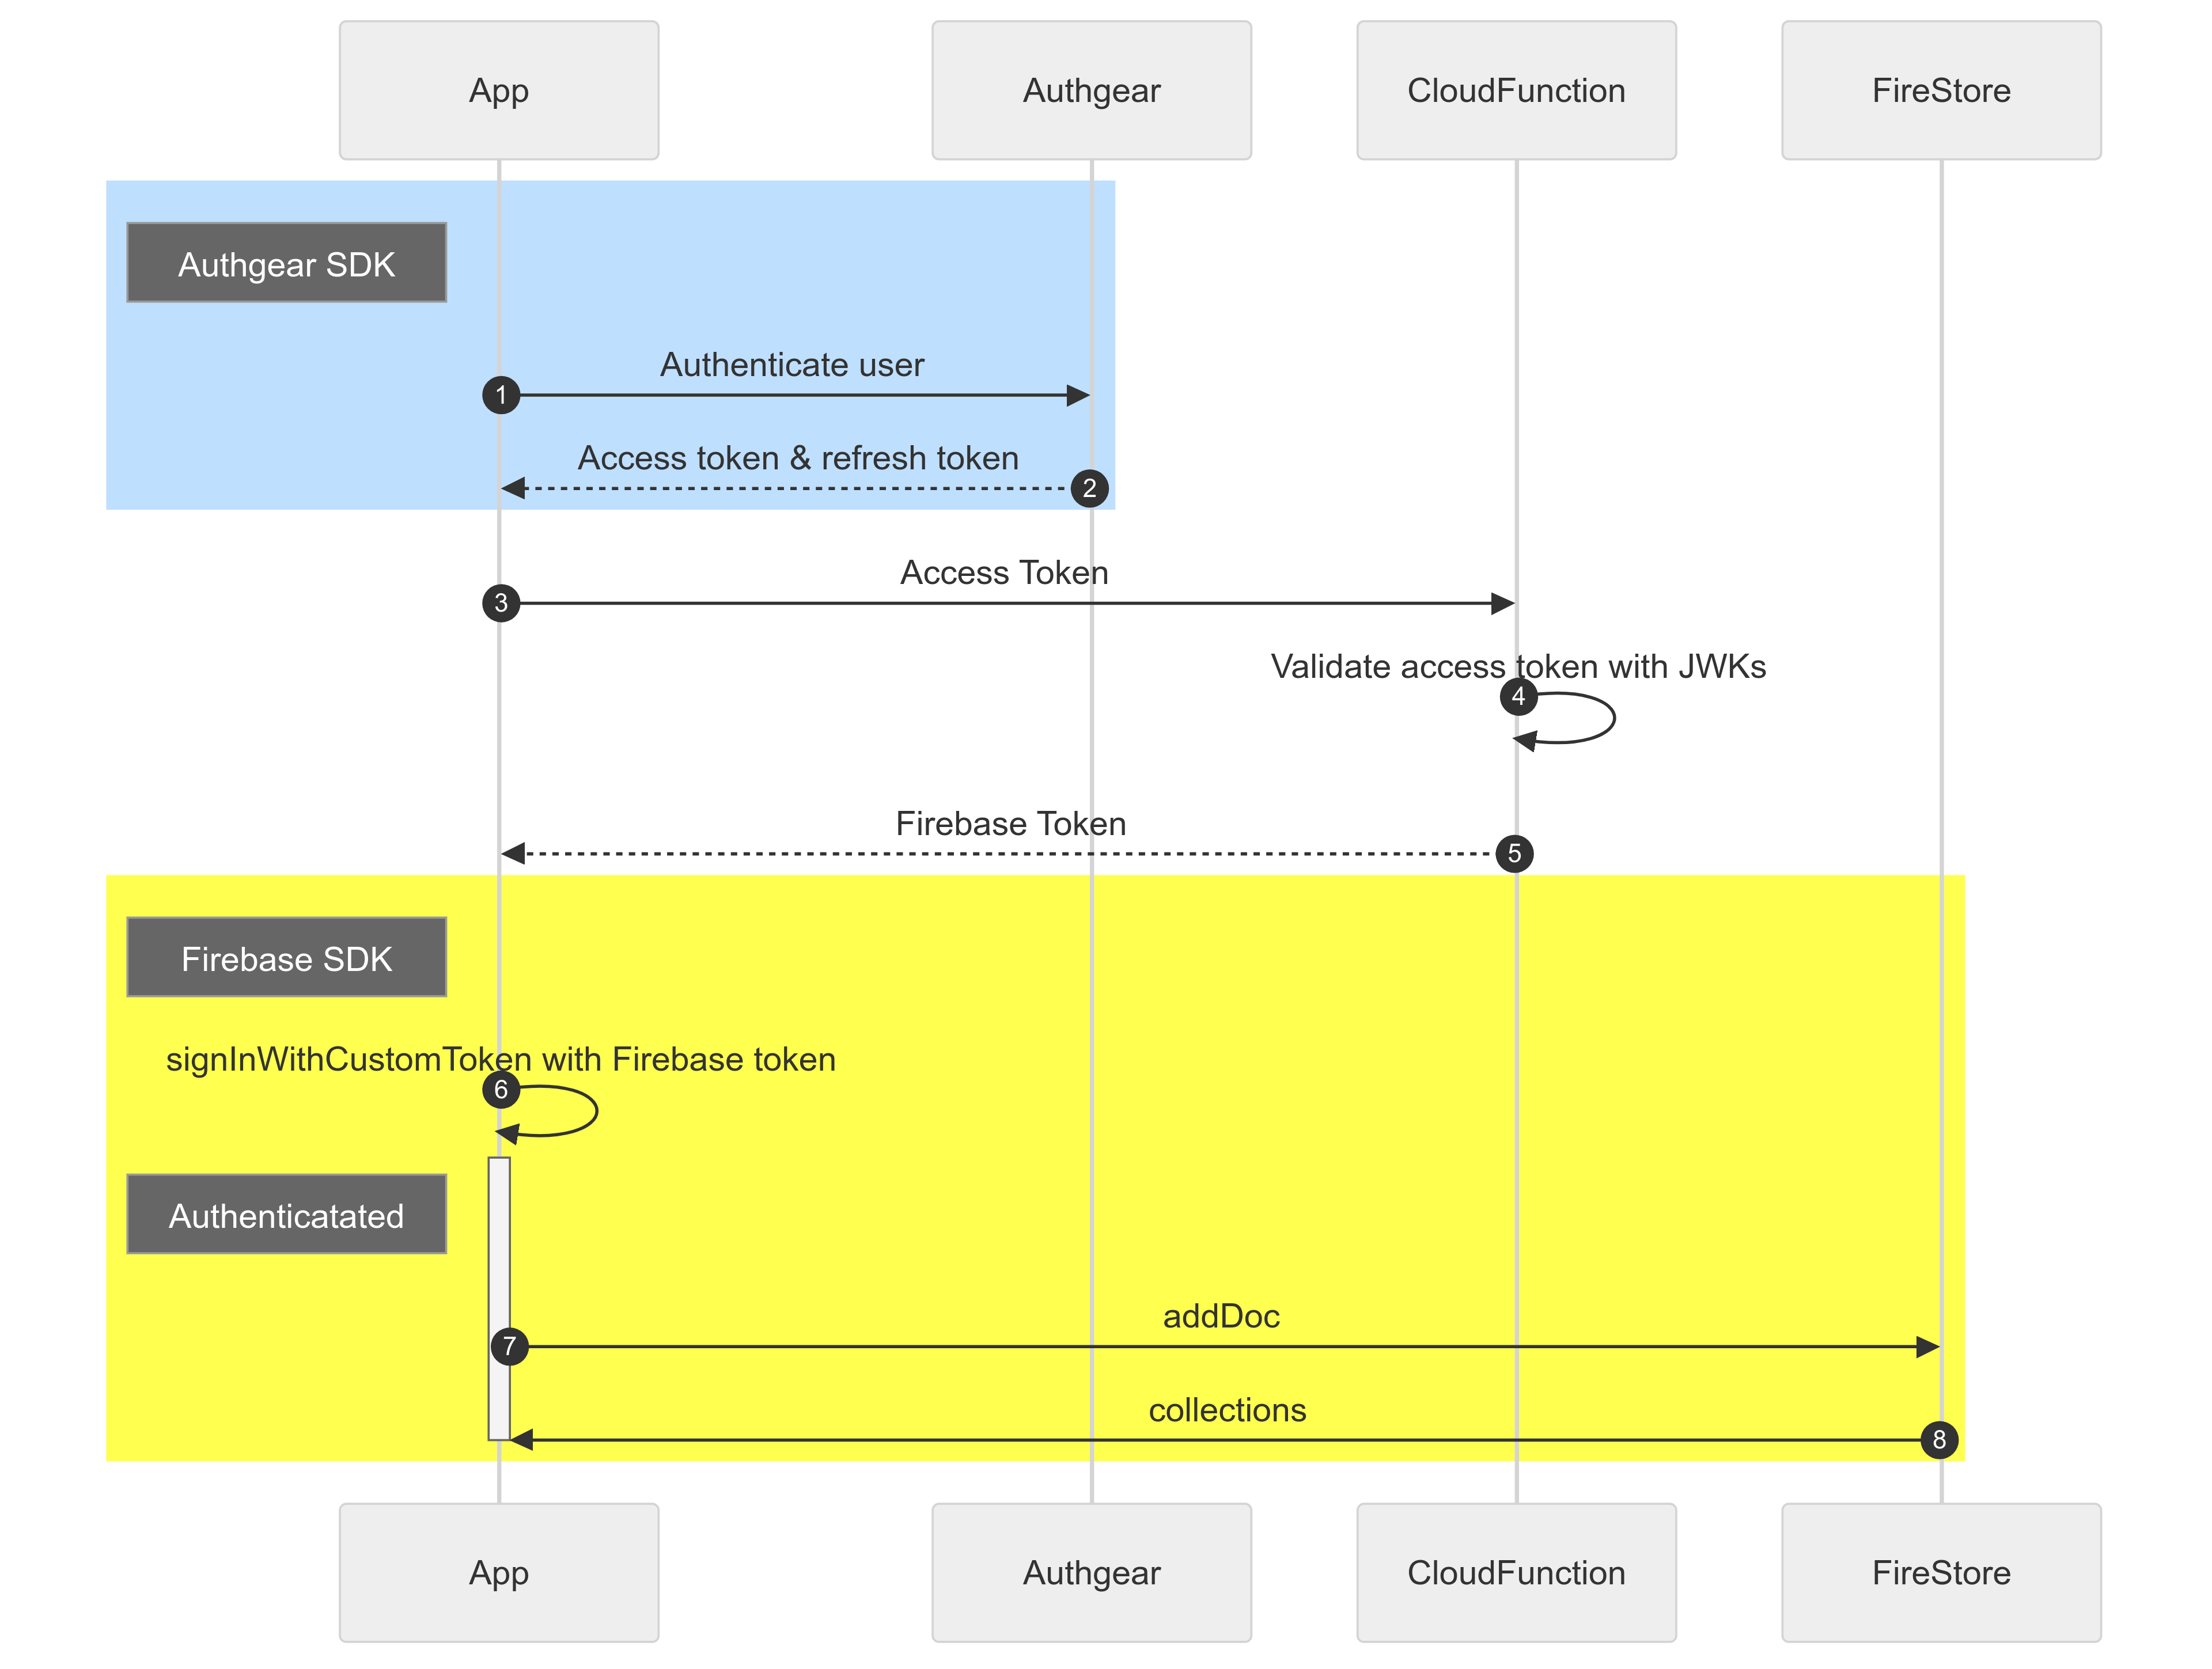 App
Authgear
CloudFunction
FireStore
Authgear SDK
Authenticate user
1
Access token & refresh token
2
Access Token
3
Validate access token with JWKs
4
Firebase Token
5
Firebase SDK
signInWithCustomToken with Firebase token
6
Authenticatated
addDoc
7
collections
8
App
Authgear
CloudFunction
FireStore